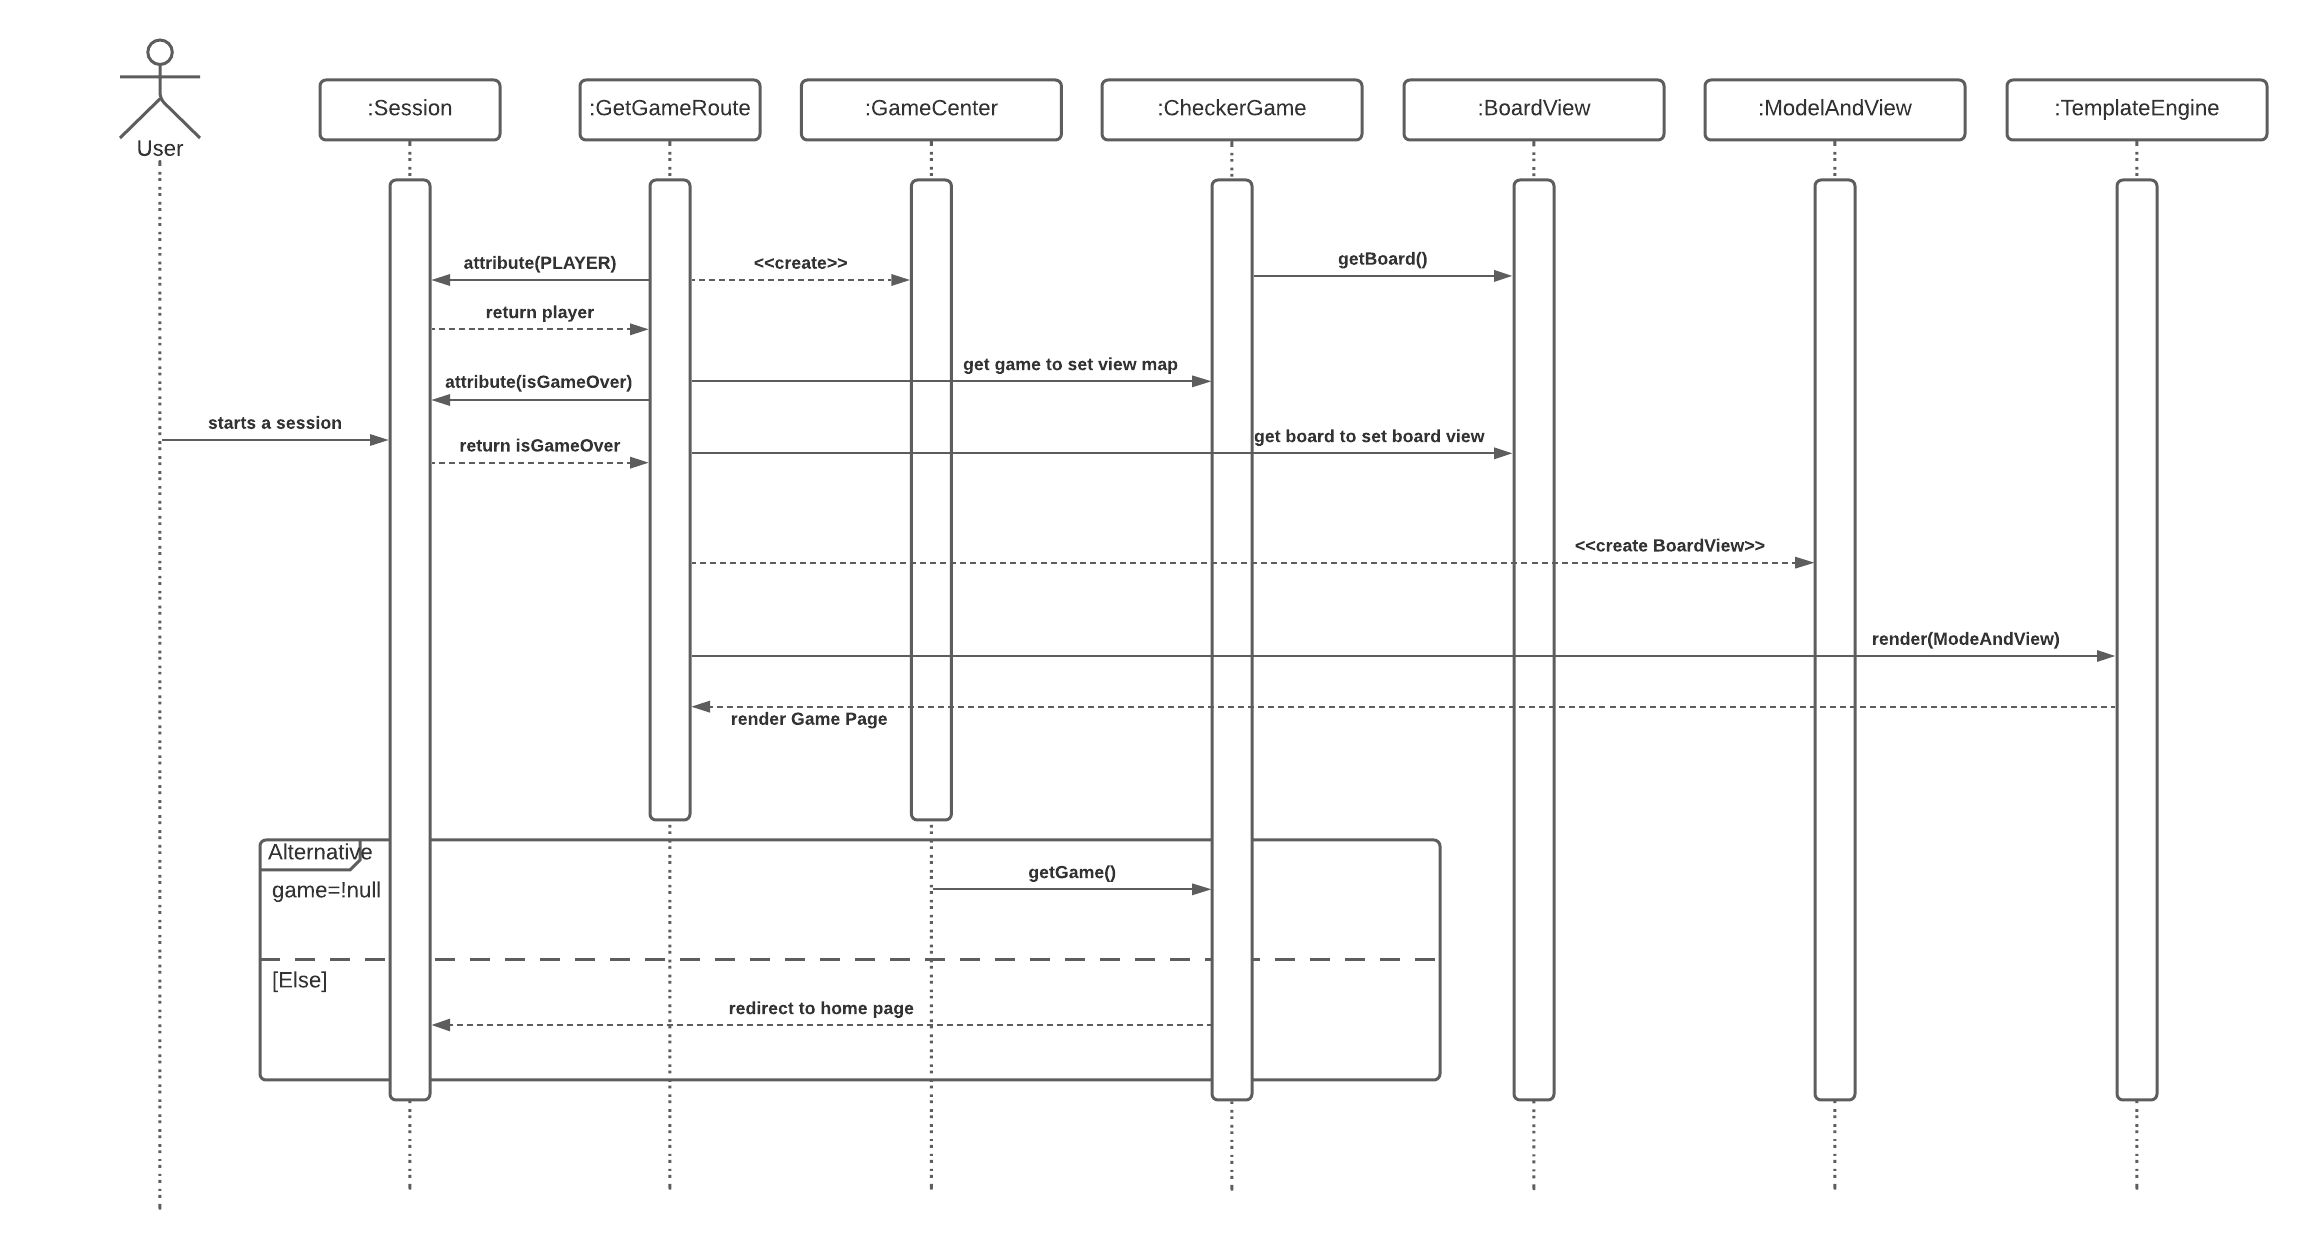 User
:Session
:GetGameRoute
:GameCenter
:CheckerGame
:BoardView
:ModelAndView
:TemplateEngine
attribute(PLAYER)
<<create>>
getBoard()
return player
get game to set view map
attribute(isGameOver)
starts a session
get board to set board view
return isGameOver
<<create BoardView>>
render(ModeAndView)
render Game Page
Alternative
getGame()
game=!null
[Else]
redirect to home page